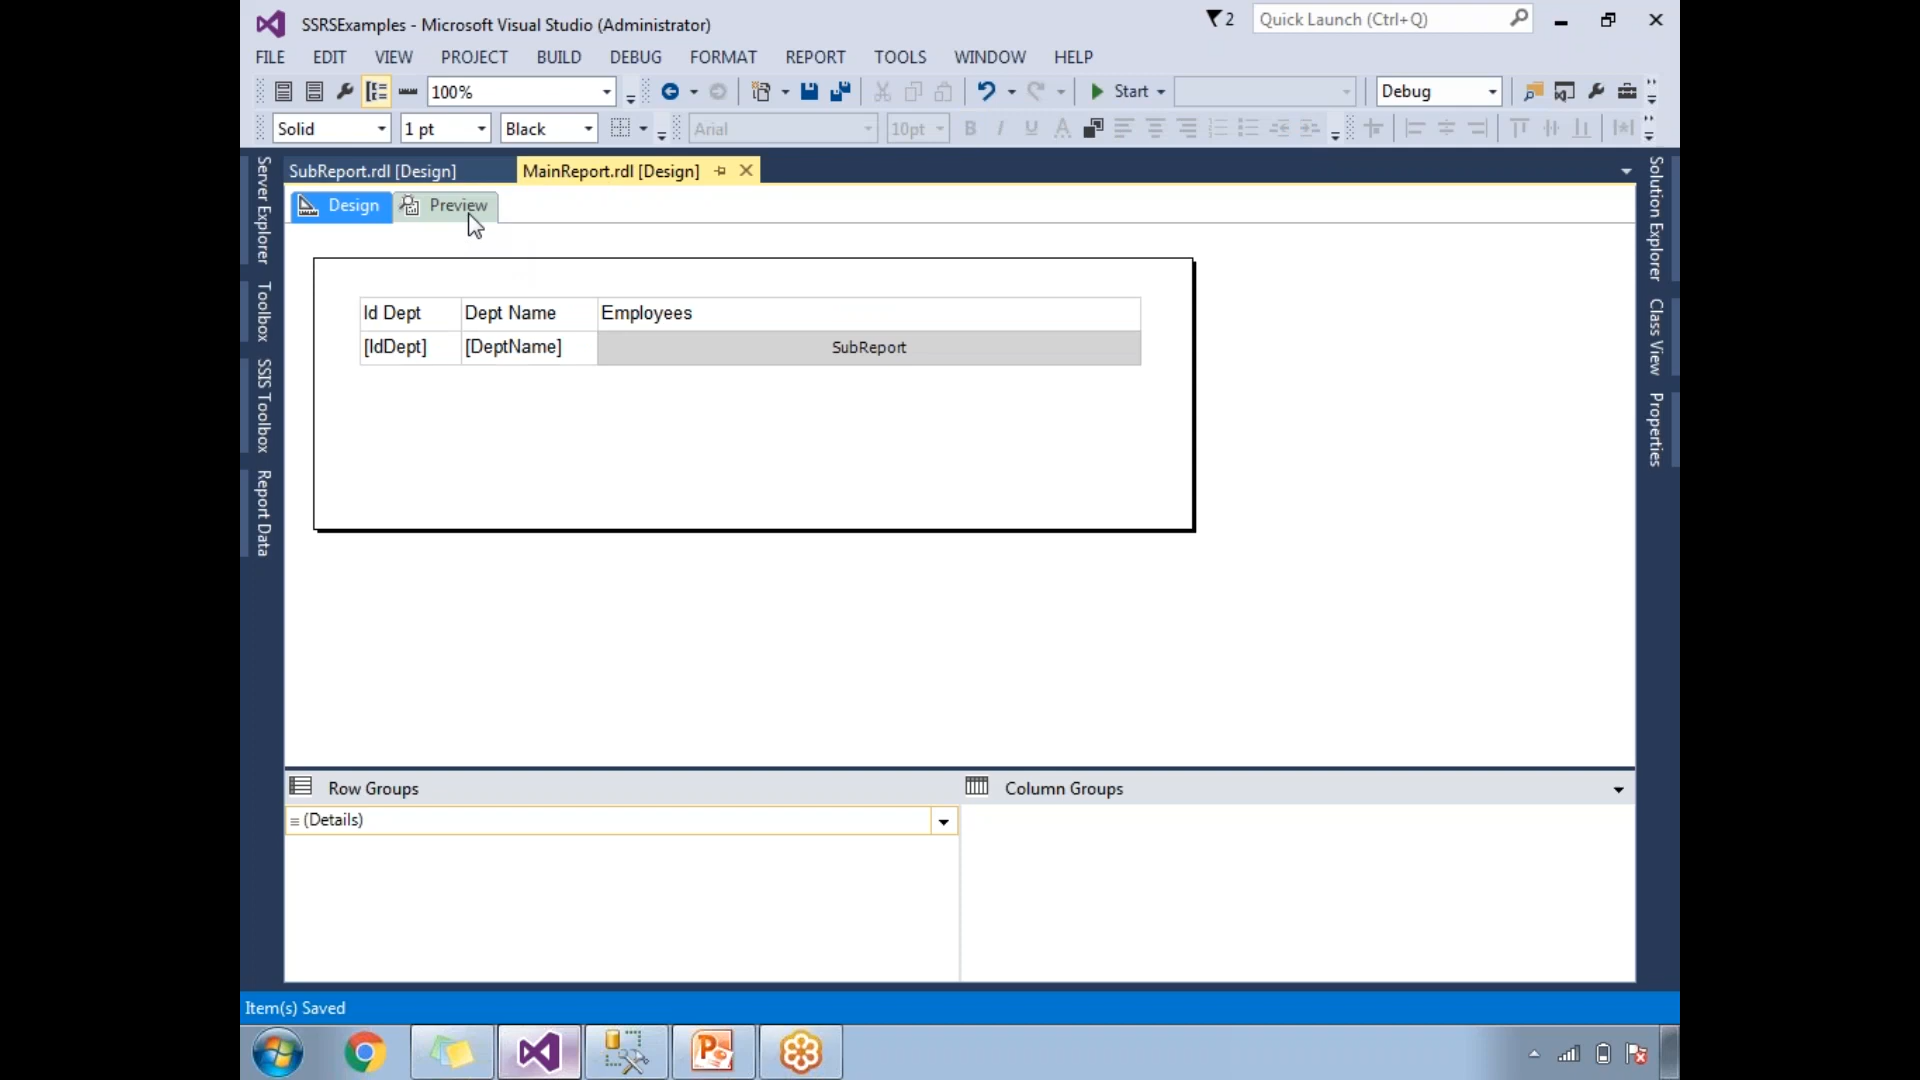 SSRSExamples - Microsoft Visual Studio (Administrator)
2
Quick Launch (Ctrl+Q)
FILE EDIT VIEW PROJECT BUILD DEBUG FORMAT REPORT TOOLS WINDOW HELP
100%
Start
Debug
Solid
1 pt
Black
Arial
10pt
B I U A
SubReport.rdl [Design]
MainReport.rdl [Design]
Design
Preview
Server Explorer
Toolbox
SSIS Toolbox
Report Data
Solution Explorer
Class View
Properties
Id Dept Dept Name Employees
[IdDept] [DeptName] SubReport
Row Groups
Column Groups
(Details)
Item(s) Saved